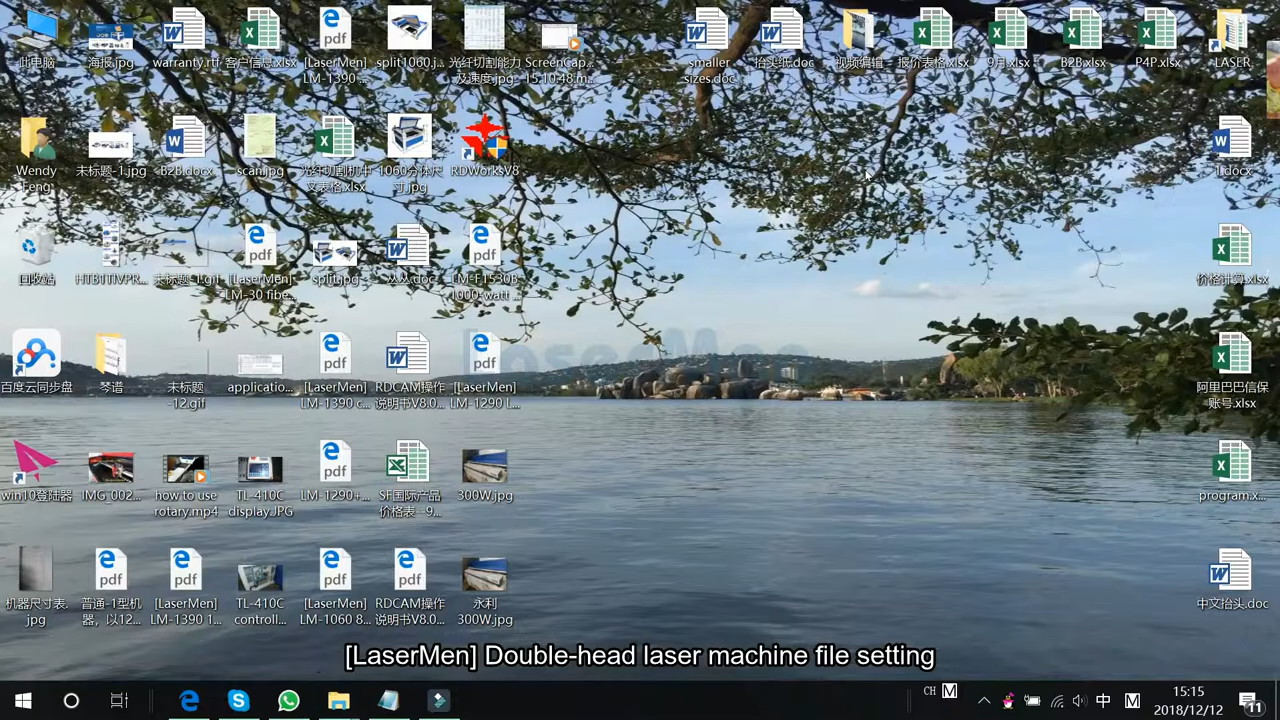 此电脑
海报.jpg
warranty.rtf
客户信息.xlsx
[LaserMen]
LM-1390 ...
split1060.j...
光纤切割能力
及速度.jpg
ScreenCap...
15.10.48.m...
smaller
sizes.doc
抬头纸.doc
视频编辑
报价表格.xlsx
9月.xlsx
B2B.xlsx
P4P.xlsx
LASER
Wendy
Feng
未标题-1.jpg
B2B.docx
scan.jpg
光纤切割机中
文表格.xlsx
1060分体尺
寸.jpg
RDWorksV8
1.docx
回收站
HTB1TIVPR...
未标题-1.gif
[LaserMen]
LM-30 fibe...
split.jpg
LM-F1530B
1000-watt ...
价格计算.xlsx
百度云同步盘
琴谱
未标题
-12.gif
applicatio...
[LaserMen]
LM-1390 c...
RDCAM操作
说明书V8.0...
[LaserMen]
LM-1290 L...
阿里巴巴信保
账号.xlsx
win10登陆器
IMG_002...
how to use
rotary.mp4
TL-410C
display.JPG
LM-1290+...
SF国际产品
价格表--9...
300W.jpg
program.x...
机器尺寸表.
jpg
普通-1型机
器，以12...
[LaserMen]
LM-1390 1...
TL-410C
controll...
[LaserMen]
LM-1060 8...
RDCAM操作
说明书V8.0...
永利
300W.jpg
中文抬头.doc
[LaserMen] Double-head laser machine file setting
CH M
中
M
15:15
2018/12/12
11